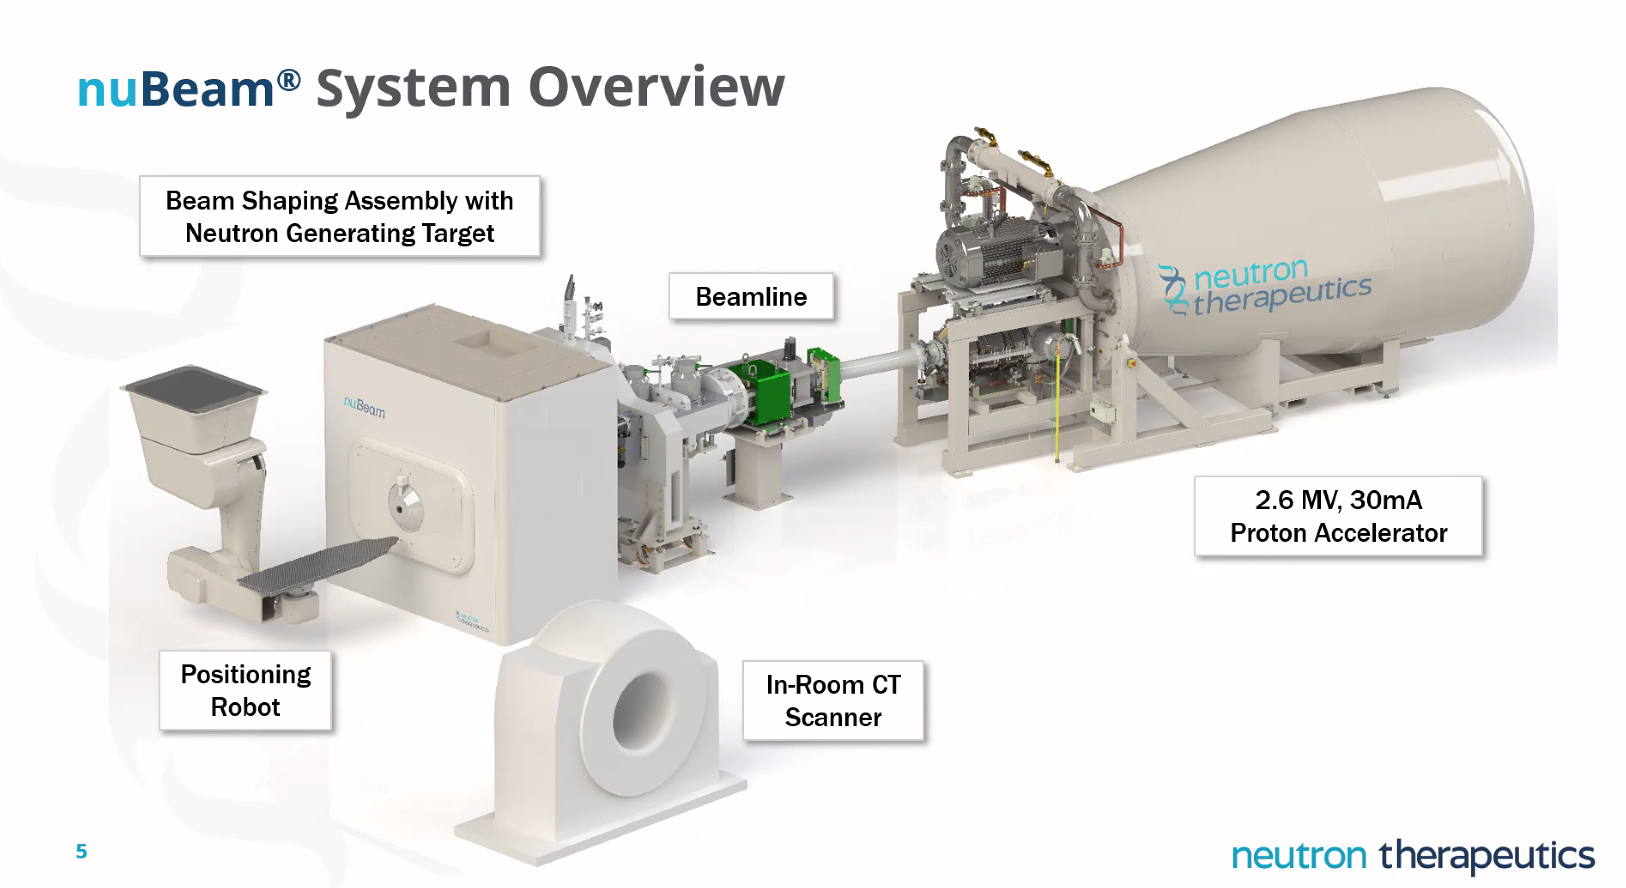 nuBeam® System Overview
Beam Shaping Assembly with
Neutron Generating Target
Beamline
neutron
therapeutics
nuBeam
2.6 MV, 30mA
Proton Accelerator
Positioning
Robot
In-Room CT
Scanner
5
neutron therapeutics